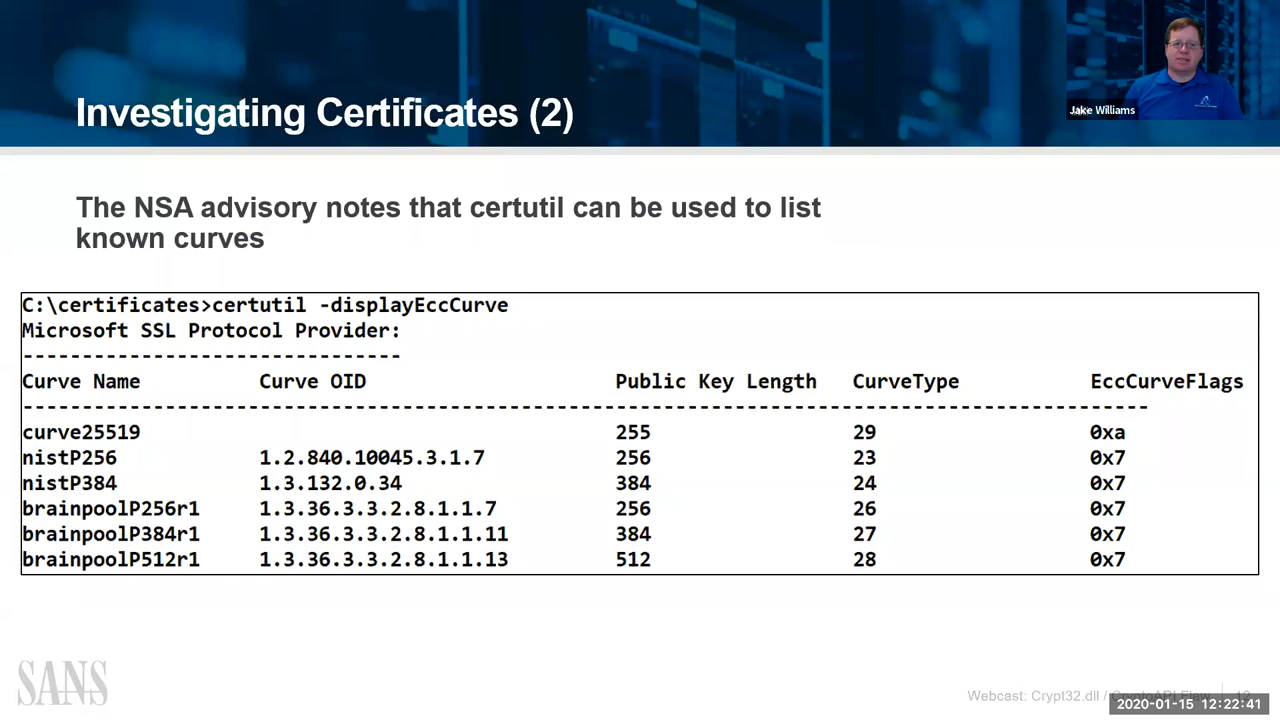 Jake Williams
Investigating Certificates (2)
The NSA advisory notes that certutil can be used to list
known curves
C:\certificates>certutil -displayEccCurve
Microsoft SSL Protocol Provider:
--------------------------------
Curve Name Curve OID Public Key Length CurveType EccCurveFlags
-----------------------------------------------------------------------------------------------
curve25519 255 29 0xa
nistP256 1.2.840.10045.3.1.7 256 23 0x7
nistP384 1.3.132.0.34 384 24 0x7
brainpoolP256r1 1.3.36.3.3.2.8.1.1.7 256 26 0x7
brainpoolP384r1 1.3.36.3.3.2.8.1.1.11 384 27 0x7
brainpoolP512r1 1.3.36.3.3.2.8.1.1.13 512 28 0x7
SANS
Webcast: Crypt32.dll / CryptoAPI Flaw 12
2020-01-15 12:22:41